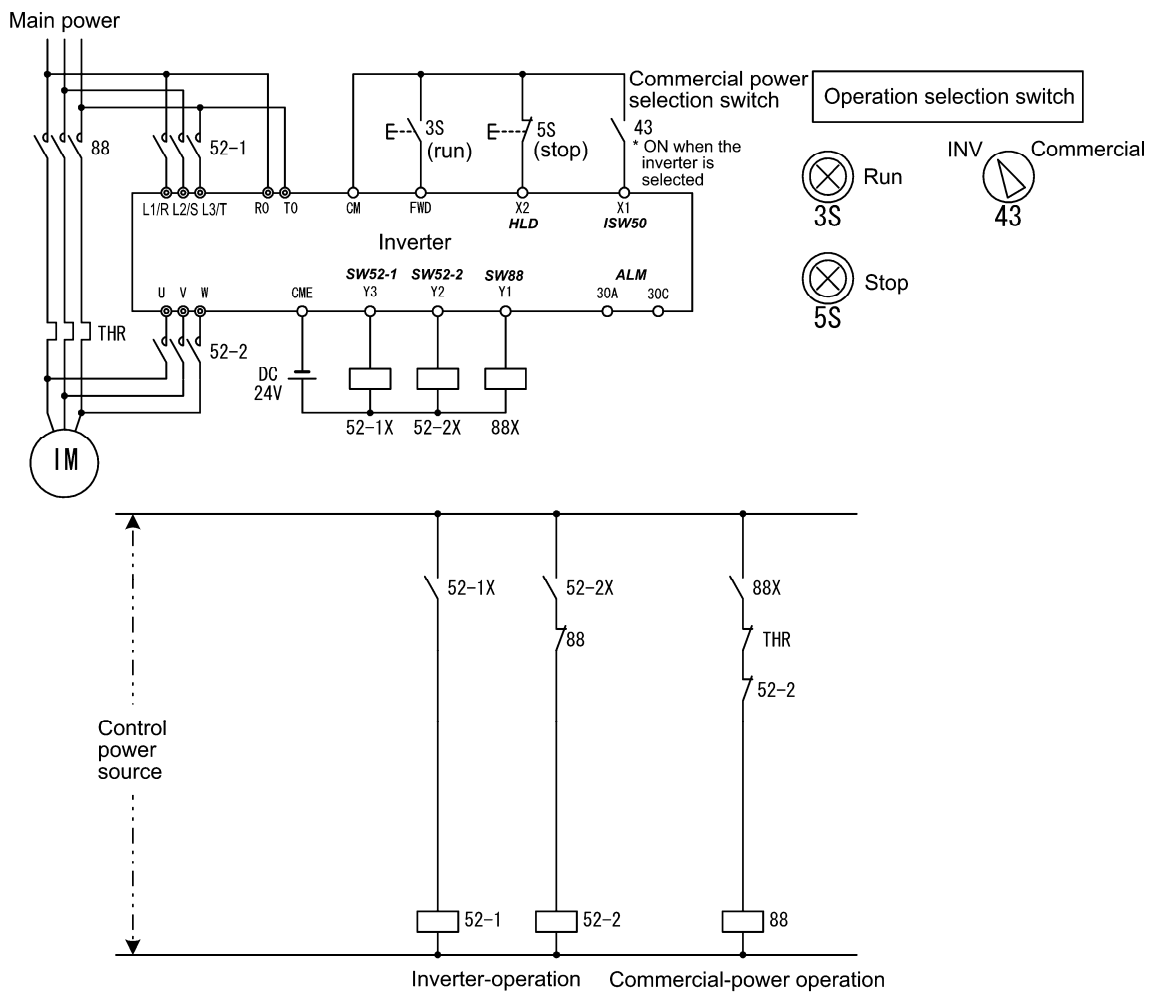 Main power
88
52-1
3S
(run)
5S
(stop)
Commercial power
selection switch
43
* ON when the
inverter is
selected
Operation selection switch
INV
Commercial
Run
3S
43
Stop
5S
L1/R L2/S L3/T
R0
T0
CM
FWD
X2
HLD
X1
ISW50
Inverter
SW52-1
SW52-2
SW88
ALM
U
V
W
CME
Y3
Y2
Y1
30A
30C
THR
52-2
DC
24V
52-1X
52-2X
88X
IM
52-1X
52-2X
88X
88
THR
52-2
Control
power
source
52-1
52-2
88
Inverter-operation
Commercial-power operation